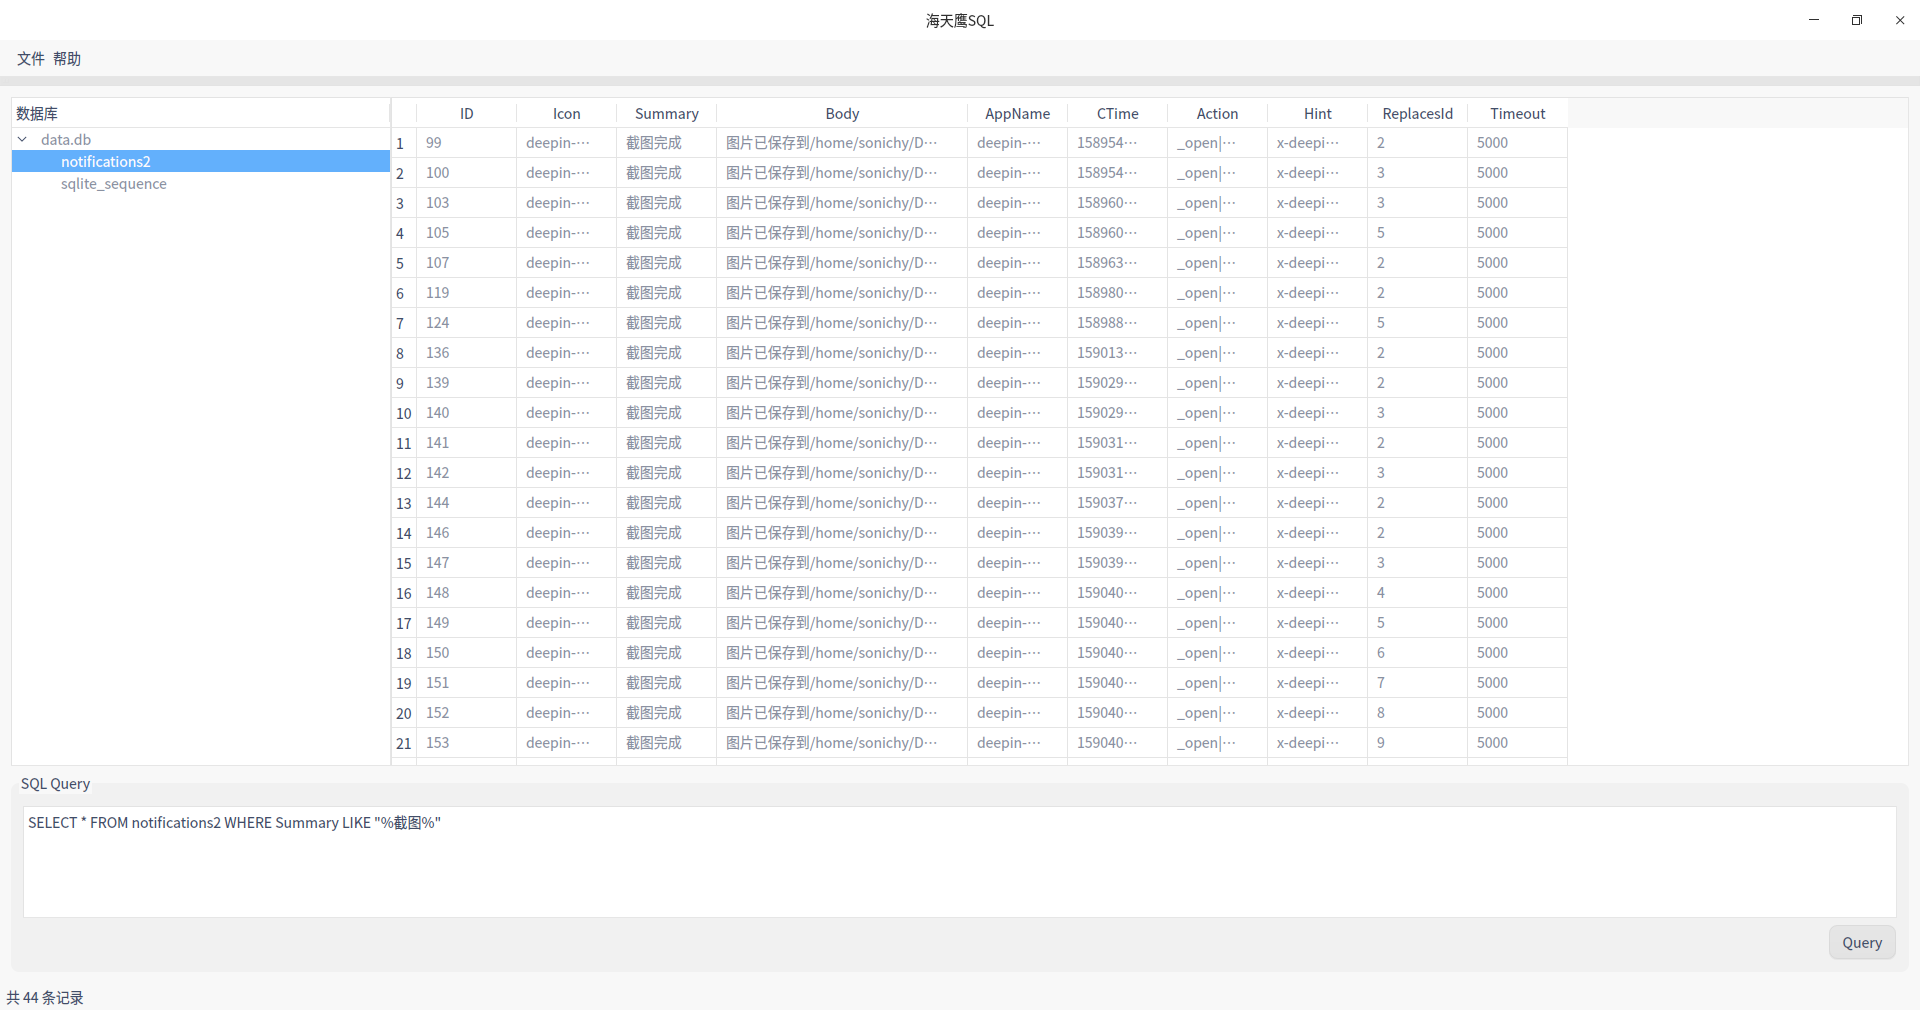 海天鹰SQL
文件 帮助
数据库
data.db
notifications2
sqlite_sequence
ID Icon Summary Body AppName CTime Action Hint ReplacesId Timeout
1 99 deepin-··· 截图完成 图片已保存到/home/sonichy/D··· deepin-··· 158954··· _open|··· x-deepi··· 2 5000
2 100 deepin-··· 截图完成 图片已保存到/home/sonichy/D··· deepin-··· 158954··· _open|··· x-deepi··· 3 5000
3 103 deepin-··· 截图完成 图片已保存到/home/sonichy/D··· deepin-··· 158960··· _open|··· x-deepi··· 3 5000
4 105 deepin-··· 截图完成 图片已保存到/home/sonichy/D··· deepin-··· 158960··· _open|··· x-deepi··· 5 5000
5 107 deepin-··· 截图完成 图片已保存到/home/sonichy/D··· deepin-··· 158963··· _open|··· x-deepi··· 2 5000
6 119 deepin-··· 截图完成 图片已保存到/home/sonichy/D··· deepin-··· 158980··· _open|··· x-deepi··· 2 5000
7 124 deepin-··· 截图完成 图片已保存到/home/sonichy/D··· deepin-··· 158988··· _open|··· x-deepi··· 5 5000
8 136 deepin-··· 截图完成 图片已保存到/home/sonichy/D··· deepin-··· 159013··· _open|··· x-deepi··· 2 5000
9 139 deepin-··· 截图完成 图片已保存到/home/sonichy/D··· deepin-··· 159029··· _open|··· x-deepi··· 2 5000
10 140 deepin-··· 截图完成 图片已保存到/home/sonichy/D··· deepin-··· 159029··· _open|··· x-deepi··· 3 5000
11 141 deepin-··· 截图完成 图片已保存到/home/sonichy/D··· deepin-··· 159031··· _open|··· x-deepi··· 2 5000
12 142 deepin-··· 截图完成 图片已保存到/home/sonichy/D··· deepin-··· 159031··· _open|··· x-deepi··· 3 5000
13 144 deepin-··· 截图完成 图片已保存到/home/sonichy/D··· deepin-··· 159037··· _open|··· x-deepi··· 2 5000
14 146 deepin-··· 截图完成 图片已保存到/home/sonichy/D··· deepin-··· 159039··· _open|··· x-deepi··· 2 5000
15 147 deepin-··· 截图完成 图片已保存到/home/sonichy/D··· deepin-··· 159039··· _open|··· x-deepi··· 3 5000
16 148 deepin-··· 截图完成 图片已保存到/home/sonichy/D··· deepin-··· 159040··· _open|··· x-deepi··· 4 5000
17 149 deepin-··· 截图完成 图片已保存到/home/sonichy/D··· deepin-··· 159040··· _open|··· x-deepi··· 5 5000
18 150 deepin-··· 截图完成 图片已保存到/home/sonichy/D··· deepin-··· 159040··· _open|··· x-deepi··· 6 5000
19 151 deepin-··· 截图完成 图片已保存到/home/sonichy/D··· deepin-··· 159040··· _open|··· x-deepi··· 7 5000
20 152 deepin-··· 截图完成 图片已保存到/home/sonichy/D··· deepin-··· 159040··· _open|··· x-deepi··· 8 5000
21 153 deepin-··· 截图完成 图片已保存到/home/sonichy/D··· deepin-··· 159040··· _open|··· x-deepi··· 9 5000
SQL Query
SELECT * FROM notifications2 WHERE Summary LIKE "%截图%"
Query
共 44 条记录